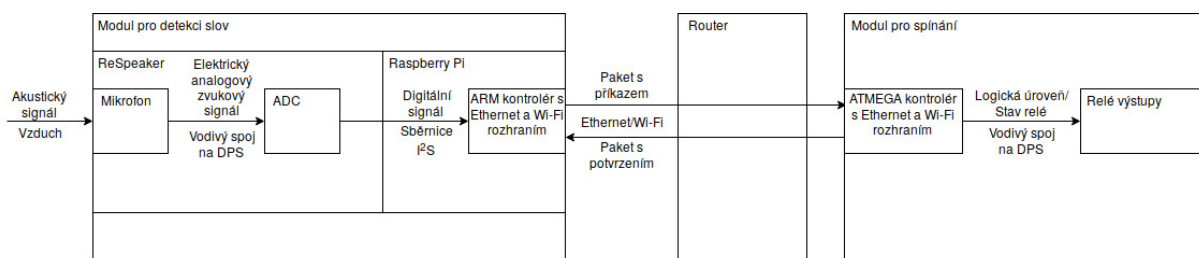 Modul pro detekci slov
Router
Modul pro spínání
ReSpeaker
Raspberry Pi
Akustický
signál
Vzduch
Mikrofon
Elektrický
analogový
zvukový
signál
Vodivý spoj
na DPS
ADC
Digitální
signál
Sběrnice
I²S
ARM kontrolér s
Ethernet a Wi-Fi
rozhraním
Paket s
příkazem
Ethernet/Wi-Fi
Paket s
potvrzením
ATMEGA kontrolér
s Ethernet a Wi-Fi
rozhraním
Logická úroveň/
Stav relé
Vodivý spoj
na DPS
Relé výstupy